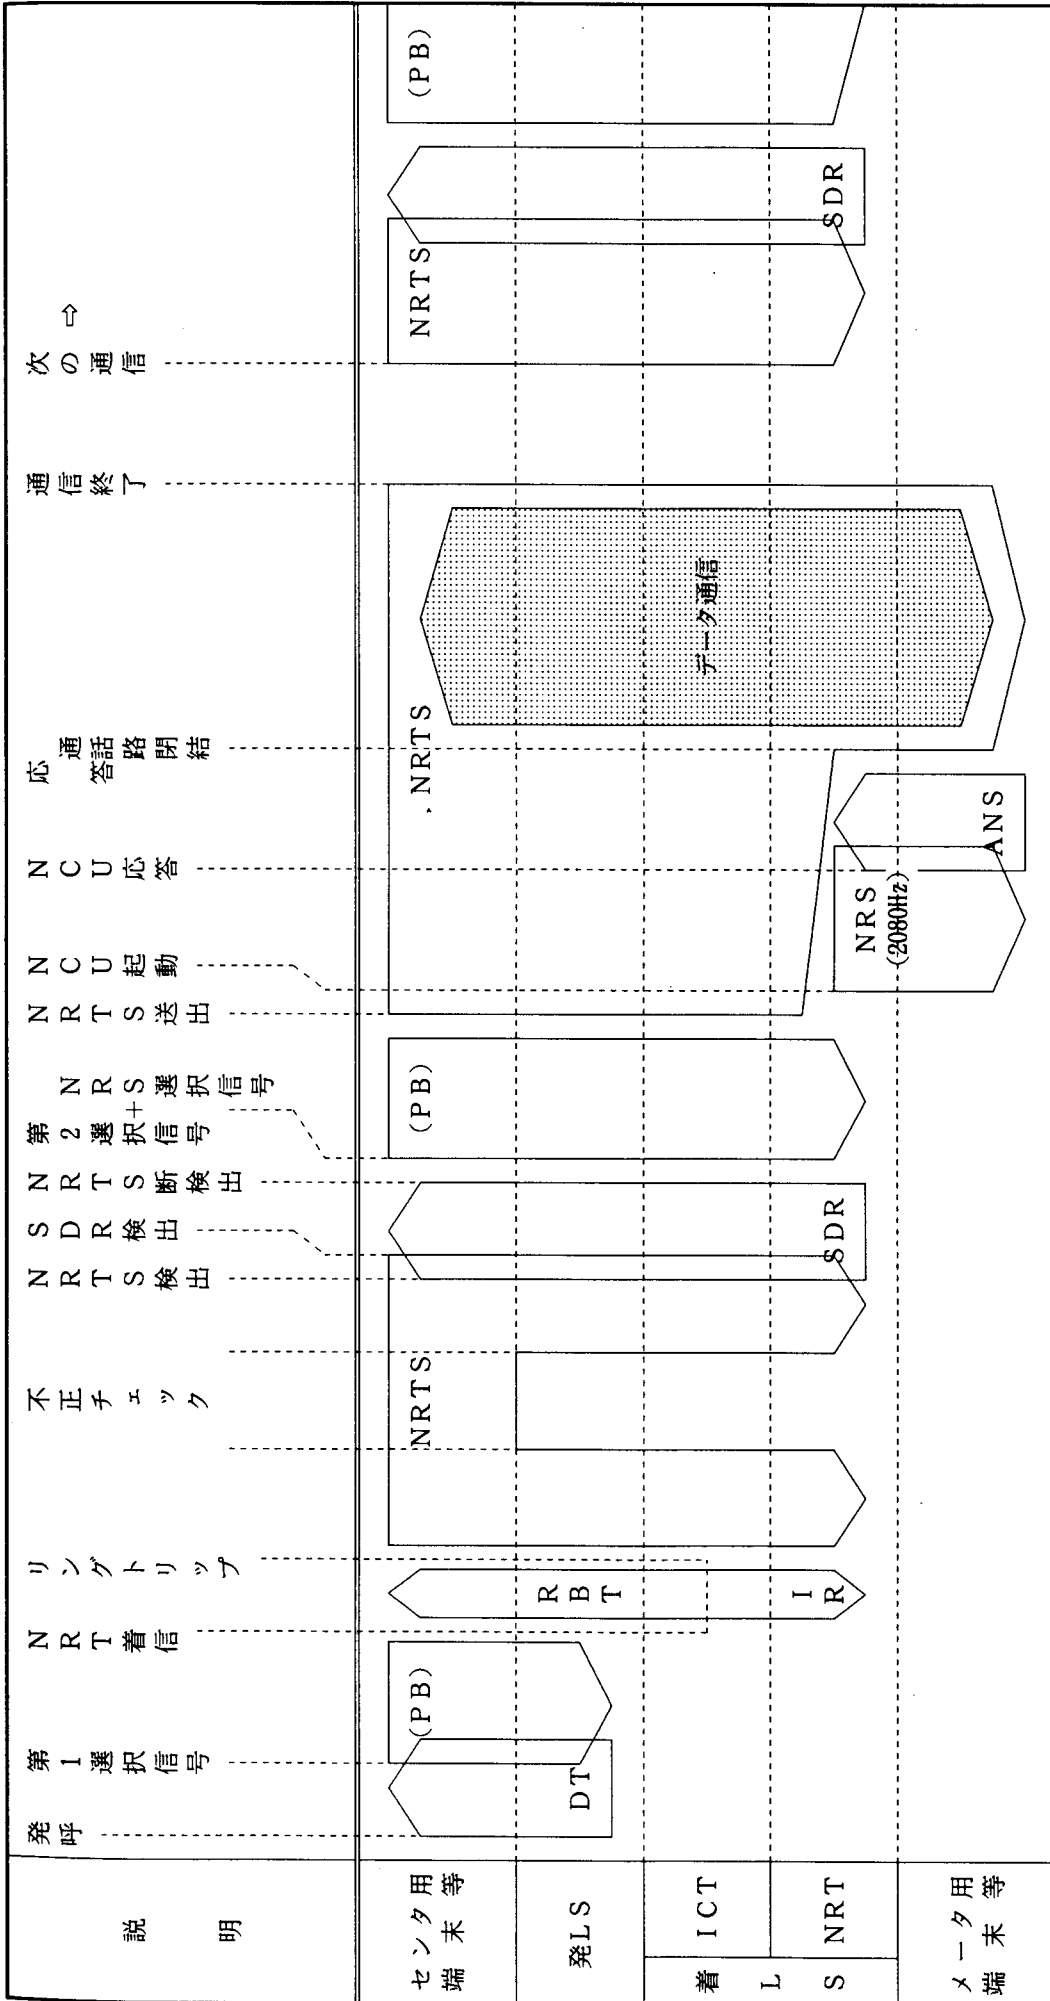 説明
発呼
第1選択信号
NRT着信
リングトリップ
不正チェック
NRTS検出
SDR検出
NRTS断検出
第2選択信号
+
NRS選択信号
NRTS送出
NCU起動
NCU応答
応答
通話路閉結
通信終了
次の通信 ⇨
センタ用
端末等
DT
(PB)
NRTS
(PB)
NRTS
NRTS
(PB)
発LS
RBT
着LS
ICT
データ通信
NRT
IR
SDR
SDR
NRS
(2080Hz)
メータ用
端末等
ANS